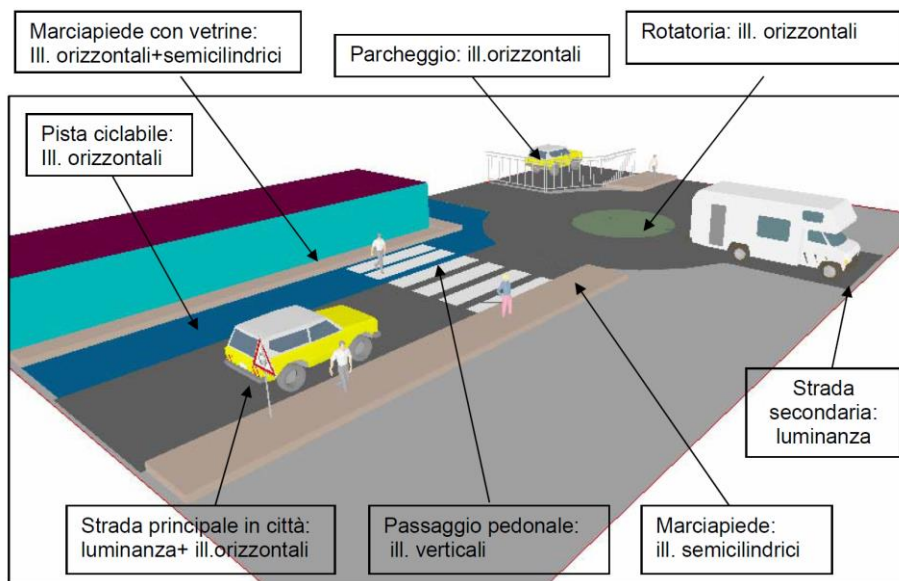 Marciapiede con vetrine:
Ill. orizzontali+semicilindrici
Parcheggio: ill.orizzontali
Rotatoria: ill. orizzontali
Pista ciclabile:
Ill. orizzontali
Strada
secondaria:
luminanza
Strada principale in città:
luminanza+ ill.orizzontali
Passaggio pedonale:
ill. verticali
Marciapiede:
ill. semicilindrici